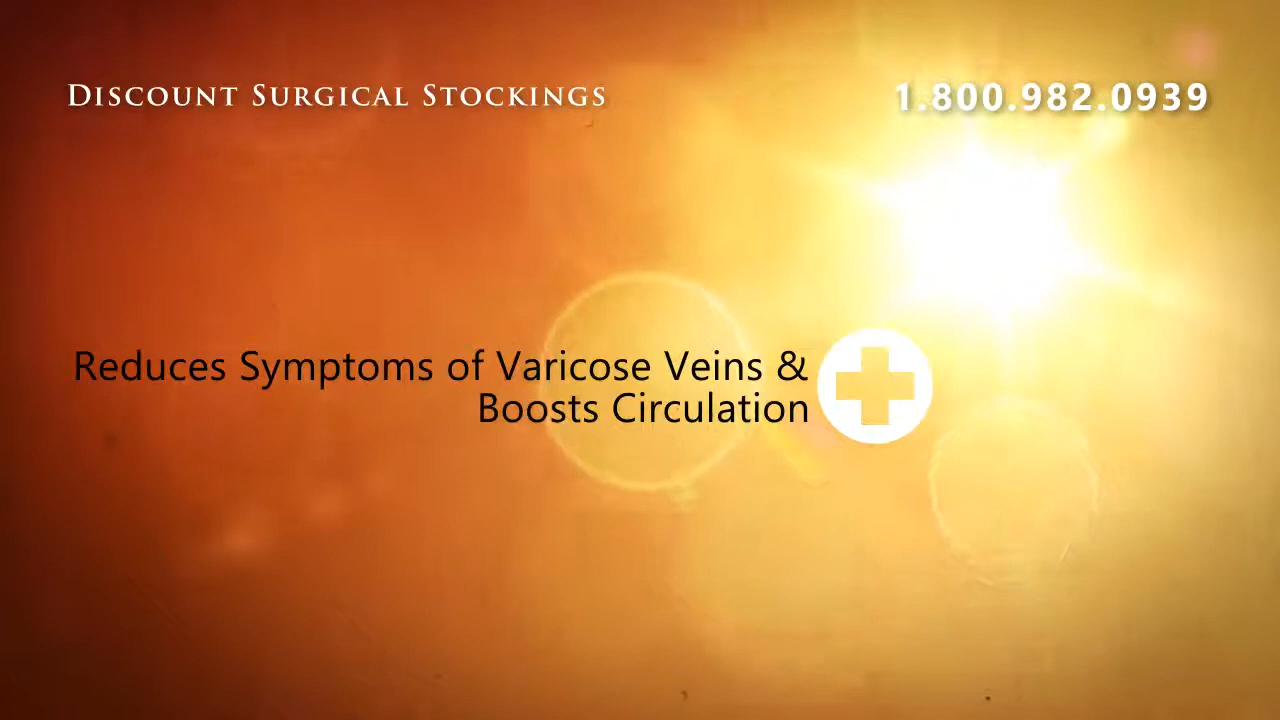 Discount Surgical Stockings
1.800.982.0939
Reduces Symptoms of Varicose Veins &
Boosts Circulation